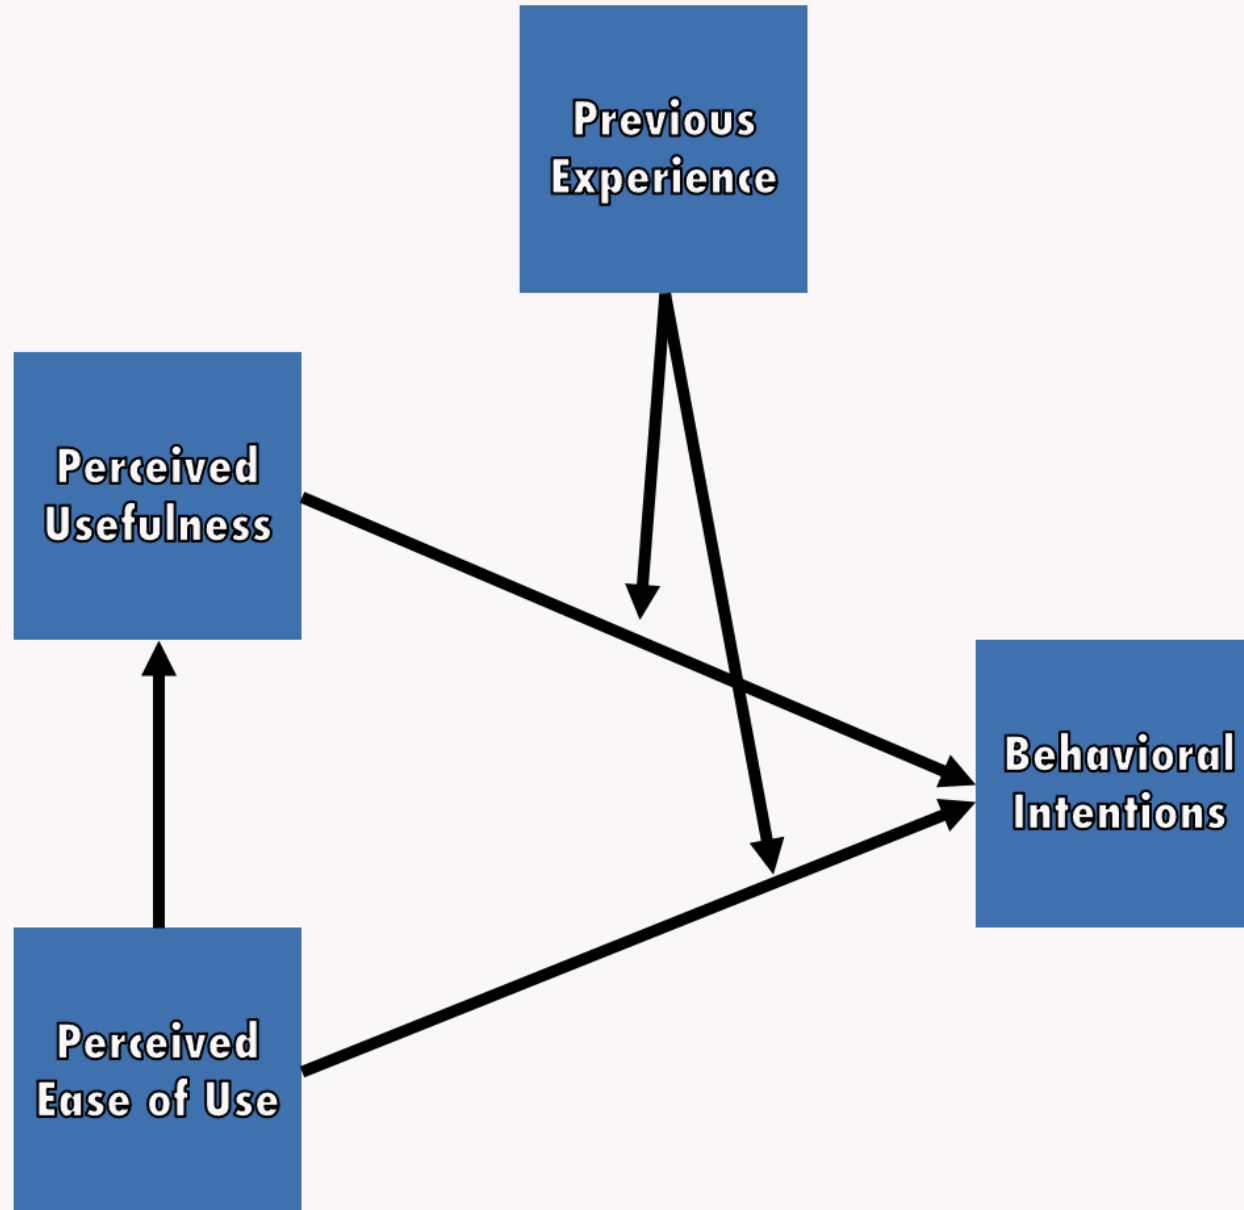 Previous
Experience
Perceived
Usefulness
Behavioral
Intentions
Perceived
Ease of Use